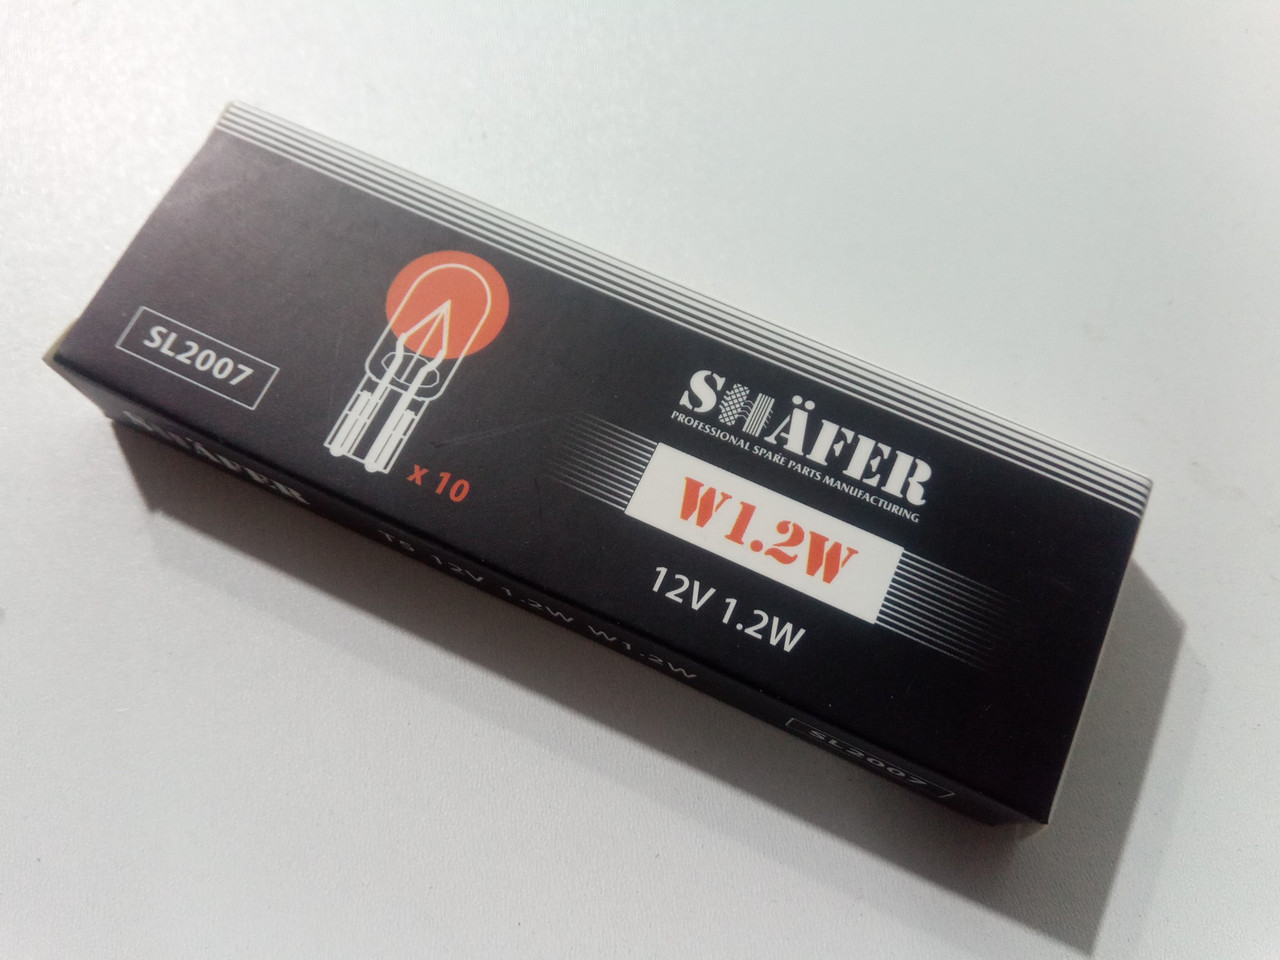 SL2007
x 10
SHÄFER
PROFESSIONAL SPARE PARTS MANUFACTURING
W1.2W
12V 1.2W
SHÄFER
T5 12V 1.2W W1.2W
SL2007